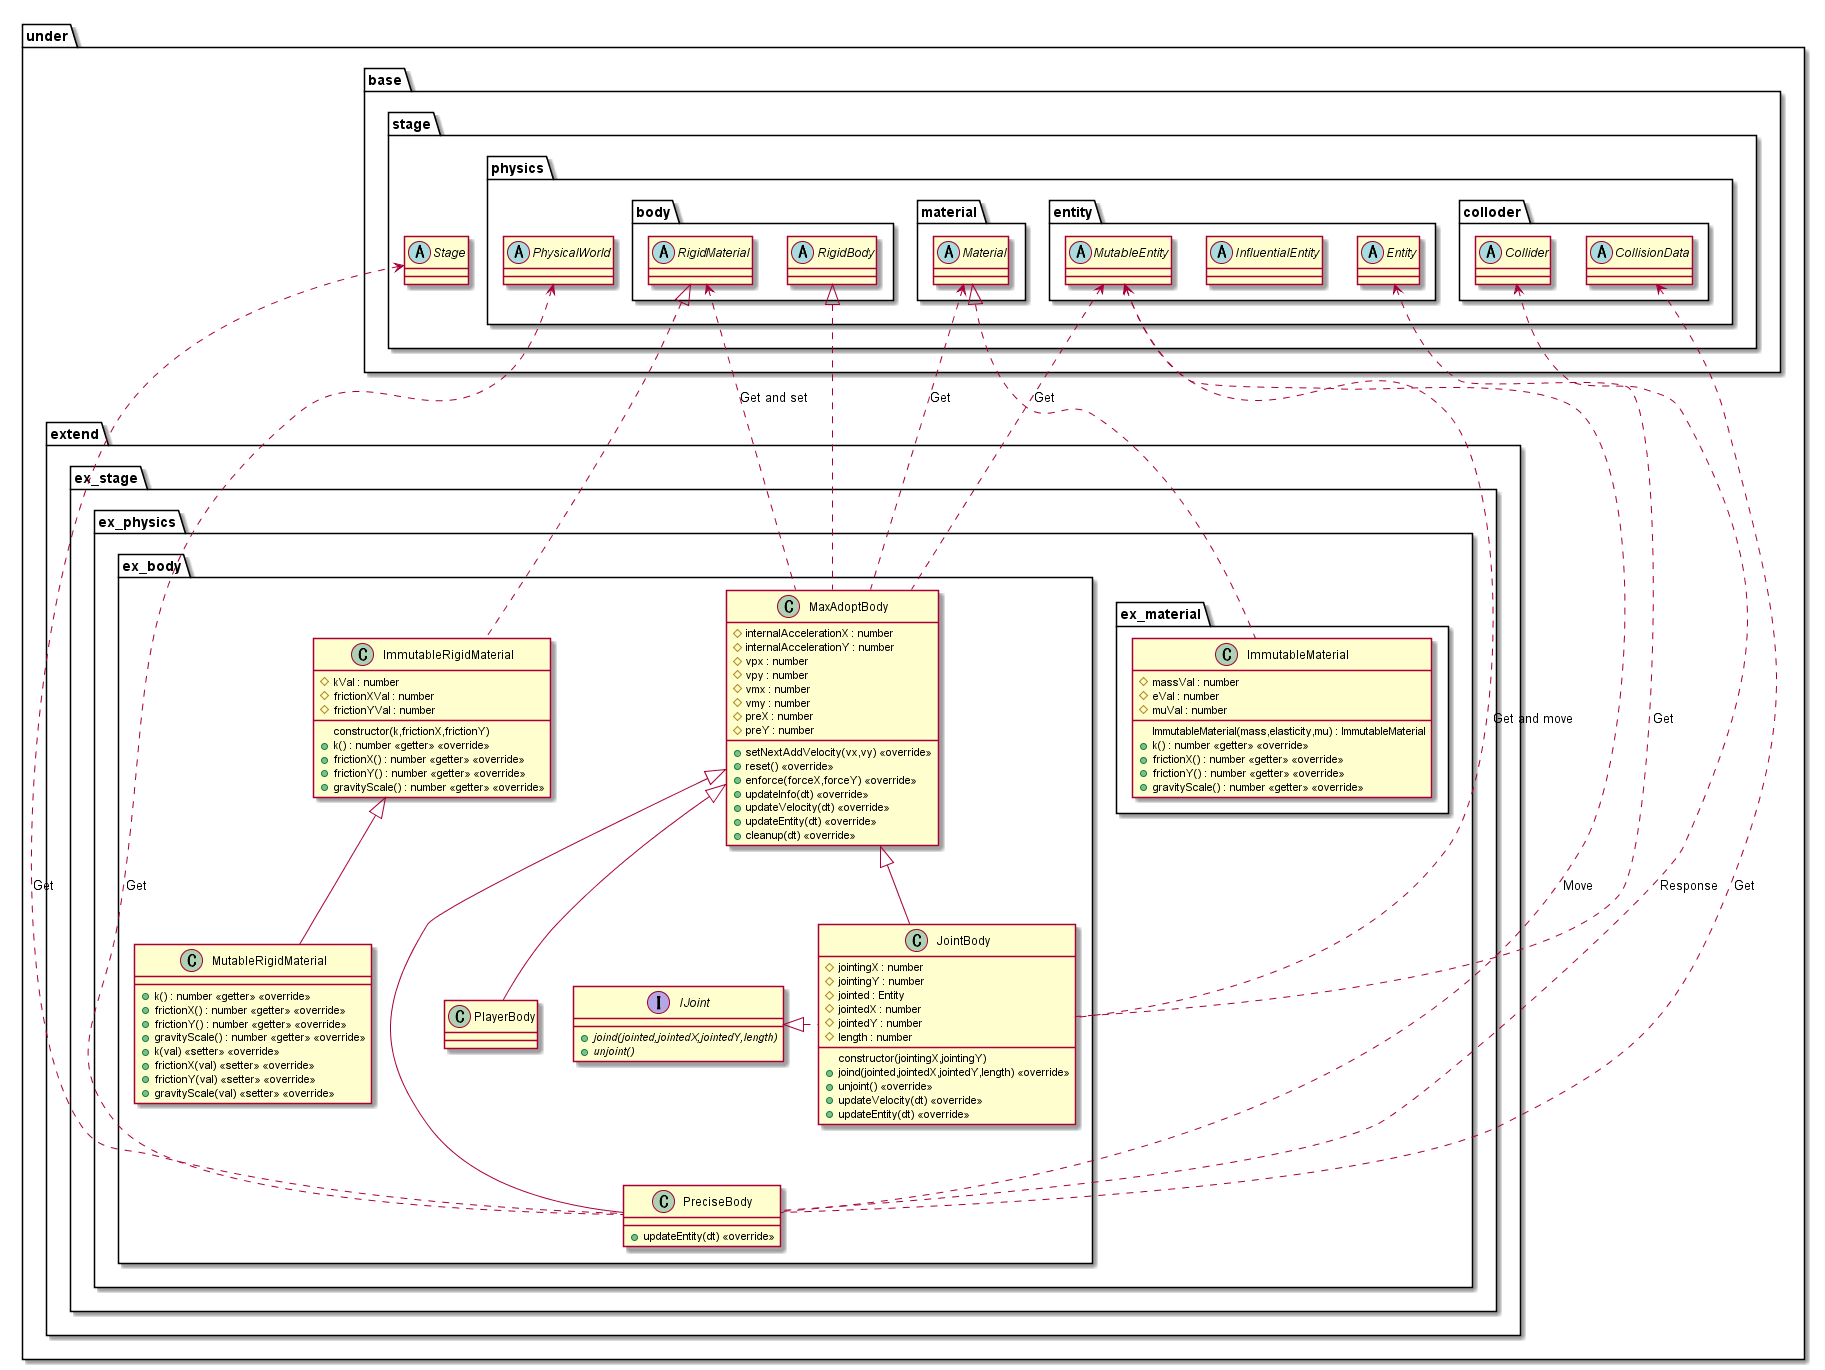 under
base
stage
physics
body
material
entity
colloder
A Stage
A PhysicalWorld
A RigidMaterial
A RigidBody
A Material
A MutableEntity
A InfluentialEntity
A Entity
A Collider
A CollisionData
Get and set
Get
Get
extend
ex_stage
ex_physics
ex_body
C MaxAdoptBody
internalAccelerationX : number
internalAccelerationY : number
vpx : number
vpy : number
vmx : number
vmy : number
preX : number
preY : number
setNextAddVelocity(vx,vy) «override»
reset() «override»
enforce(forceX,forceY) «override»
updateInfo(dt) «override»
updateVelocity(dt) «override»
updateEntity(dt) «override»
cleanup(dt) «override»
C ImmutableRigidMaterial
kVal : number
frictionXVal : number
frictionYVal : number
constructor(k,frictionX,frictionY)
k() : number «getter» «override»
frictionX() : number «getter» «override»
frictionY() : number «getter» «override»
gravityScale() : number «getter» «override»
ex_material
C ImmutableMaterial
massVal : number
eVal : number
muVal : number
ImmutableMaterial(mass,elasticity,mu) : ImmutableMaterial
k() : number «getter» «override»
frictionX() : number «getter» «override»
frictionY() : number «getter» «override»
gravityScale() : number «getter» «override»
Get and move
Get
Get
Get
Move
Response
Get
C MutableRigidMaterial
k() : number «getter» «override»
frictionX() : number «getter» «override»
frictionY() : number «getter» «override»
gravityScale() : number «getter» «override»
k(val) «setter» «override»
frictionX(val) «setter» «override»
frictionY(val) «setter» «override»
gravityScale(val) «setter» «override»
C PlayerBody
I IJoint
joind(jointed,jointedX,jointedY,length)
unjoint()
C JointBody
jointingX : number
jointingY : number
jointed : Entity
jointedX : number
jointedY : number
length : number
constructor(jointingX,jointingY)
joind(jointed,jointedX,jointedY,length) «override»
unjoint() «override»
updateVelocity(dt) «override»
updateEntity(dt) «override»
C PreciseBody
updateEntity(dt) «override»